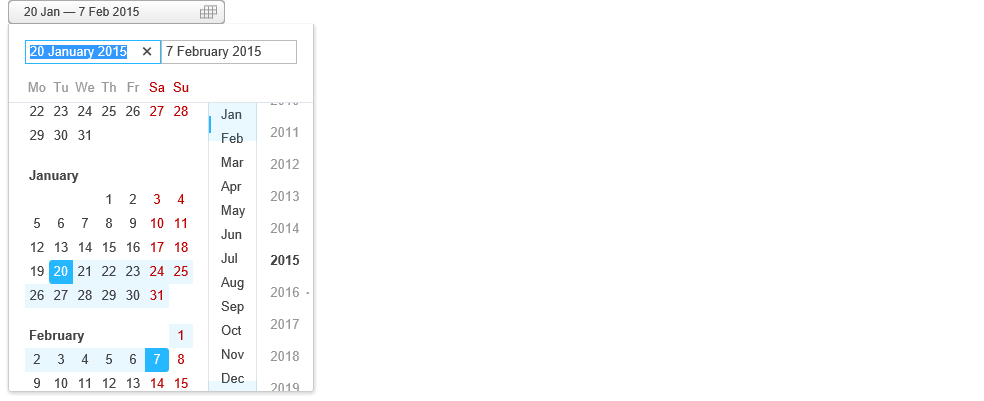 20 Jan — 7 Feb 2015
20 January 2015 ✕ 7 February 2015
Mo Tu We Th Fr Sa Su
22 23 24 25 26 27 28
29 30 31
January
1 2 3 4
5 6 7 8 9 10 11
12 13 14 15 16 17 18
19 20 21 22 23 24 25
26 27 28 29 30 31
February 1
2 3 4 5 6 7 8
9 10 11 12 13 14 15
Jan
Feb
Mar
Apr
May
Jun
Jul
Aug
Sep
Oct
Nov
Dec
2010
2011
2012
2013
2014
2015
2016
2017
2018
2019